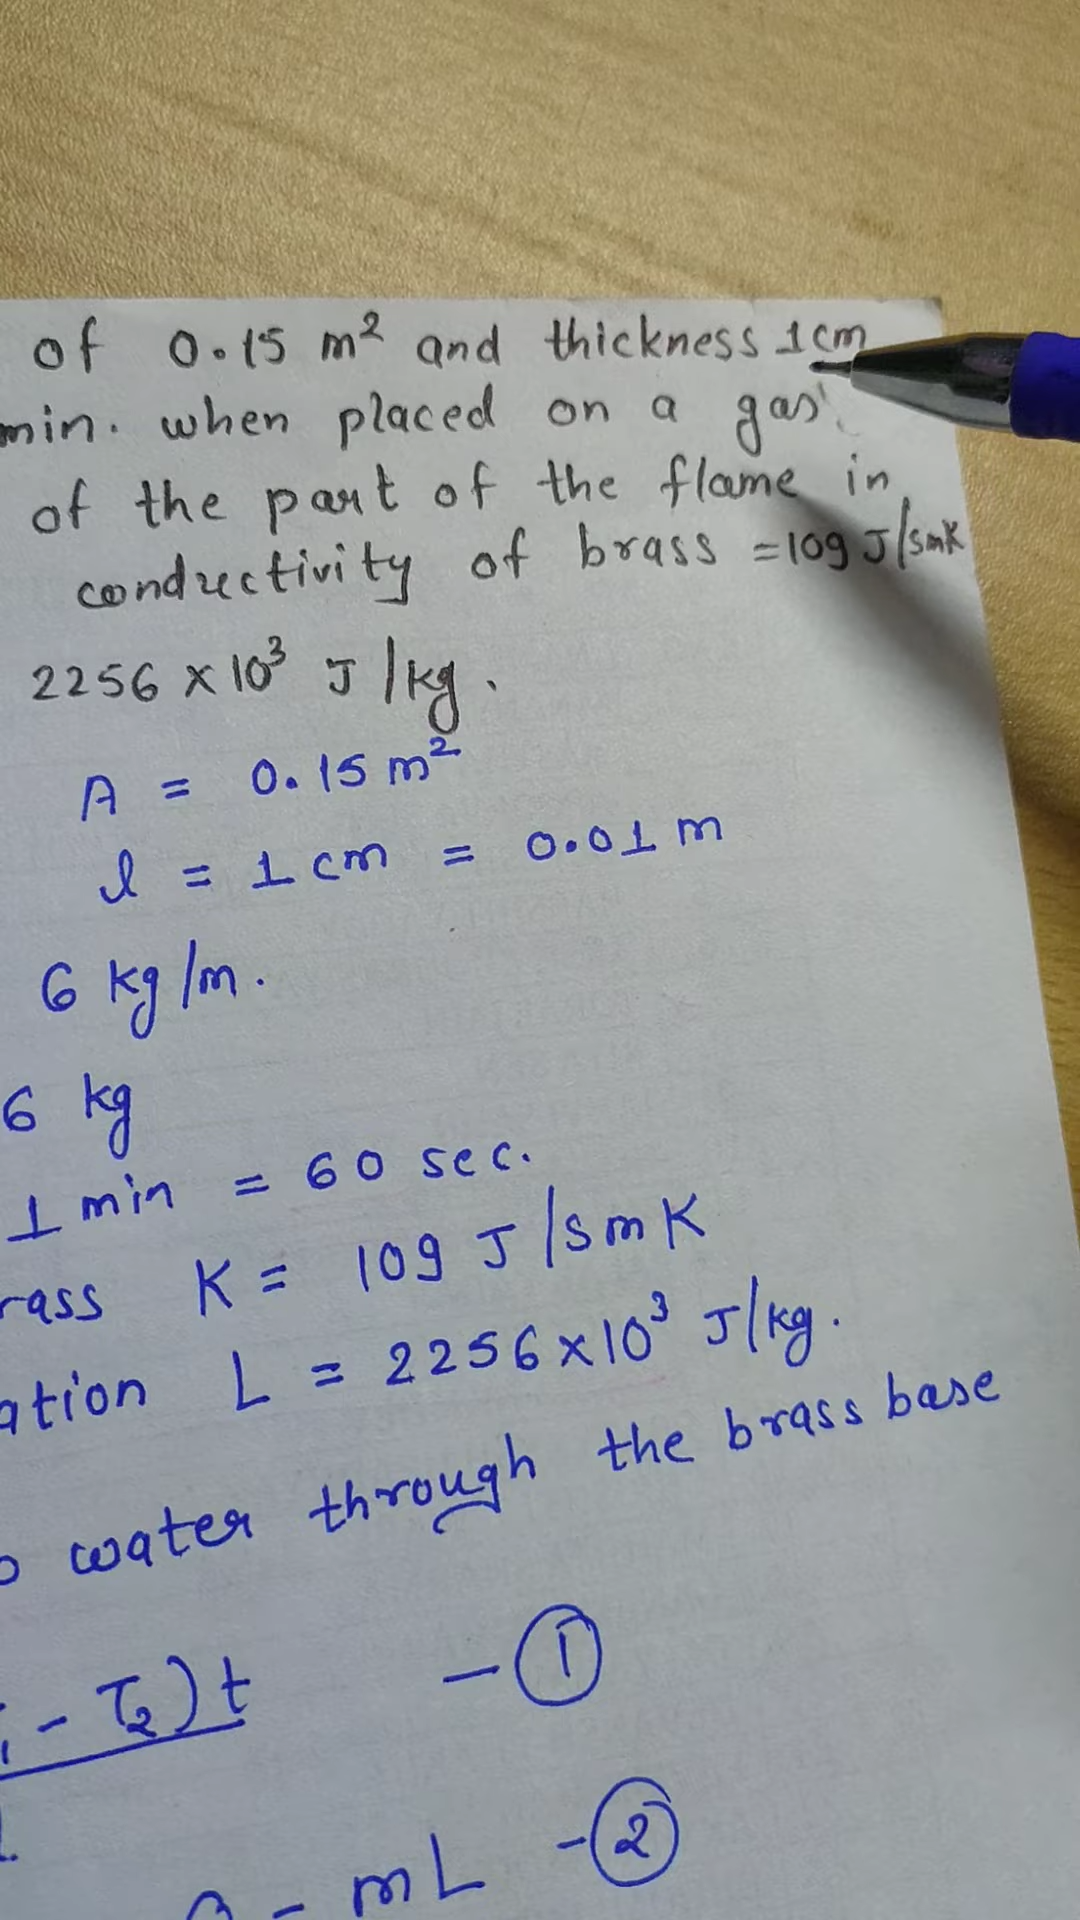 of 0.15 m² and thickness 1cm
min. when placed on a gas
of the part of the flame in
conductivity of brass = 109 J/smK
2256 × 10³ J/kg.
A = 0.15 m²
l = 1 cm = 0.01 m
6 kg/m.
6 kg
1 min = 60 sec.
rass K = 109 J/smK
ation L = 2256×10³ J/kg.
water through the brass base
- T₂) t - ①
mL - ②